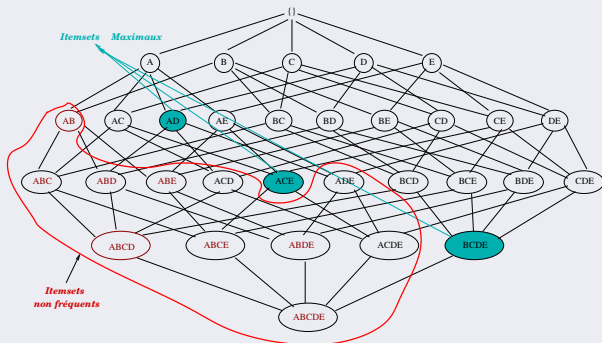 {}
Itemsets Maximaux
A B C D E
AB AC AD AE BC BD BE CD CE DE
ABC ABD ABE ACD ACE ADE BCD BCE BDE CDE
ABCD ABCE ABDE ACDE BCDE
Itemsets
non fréquents
ABCDE